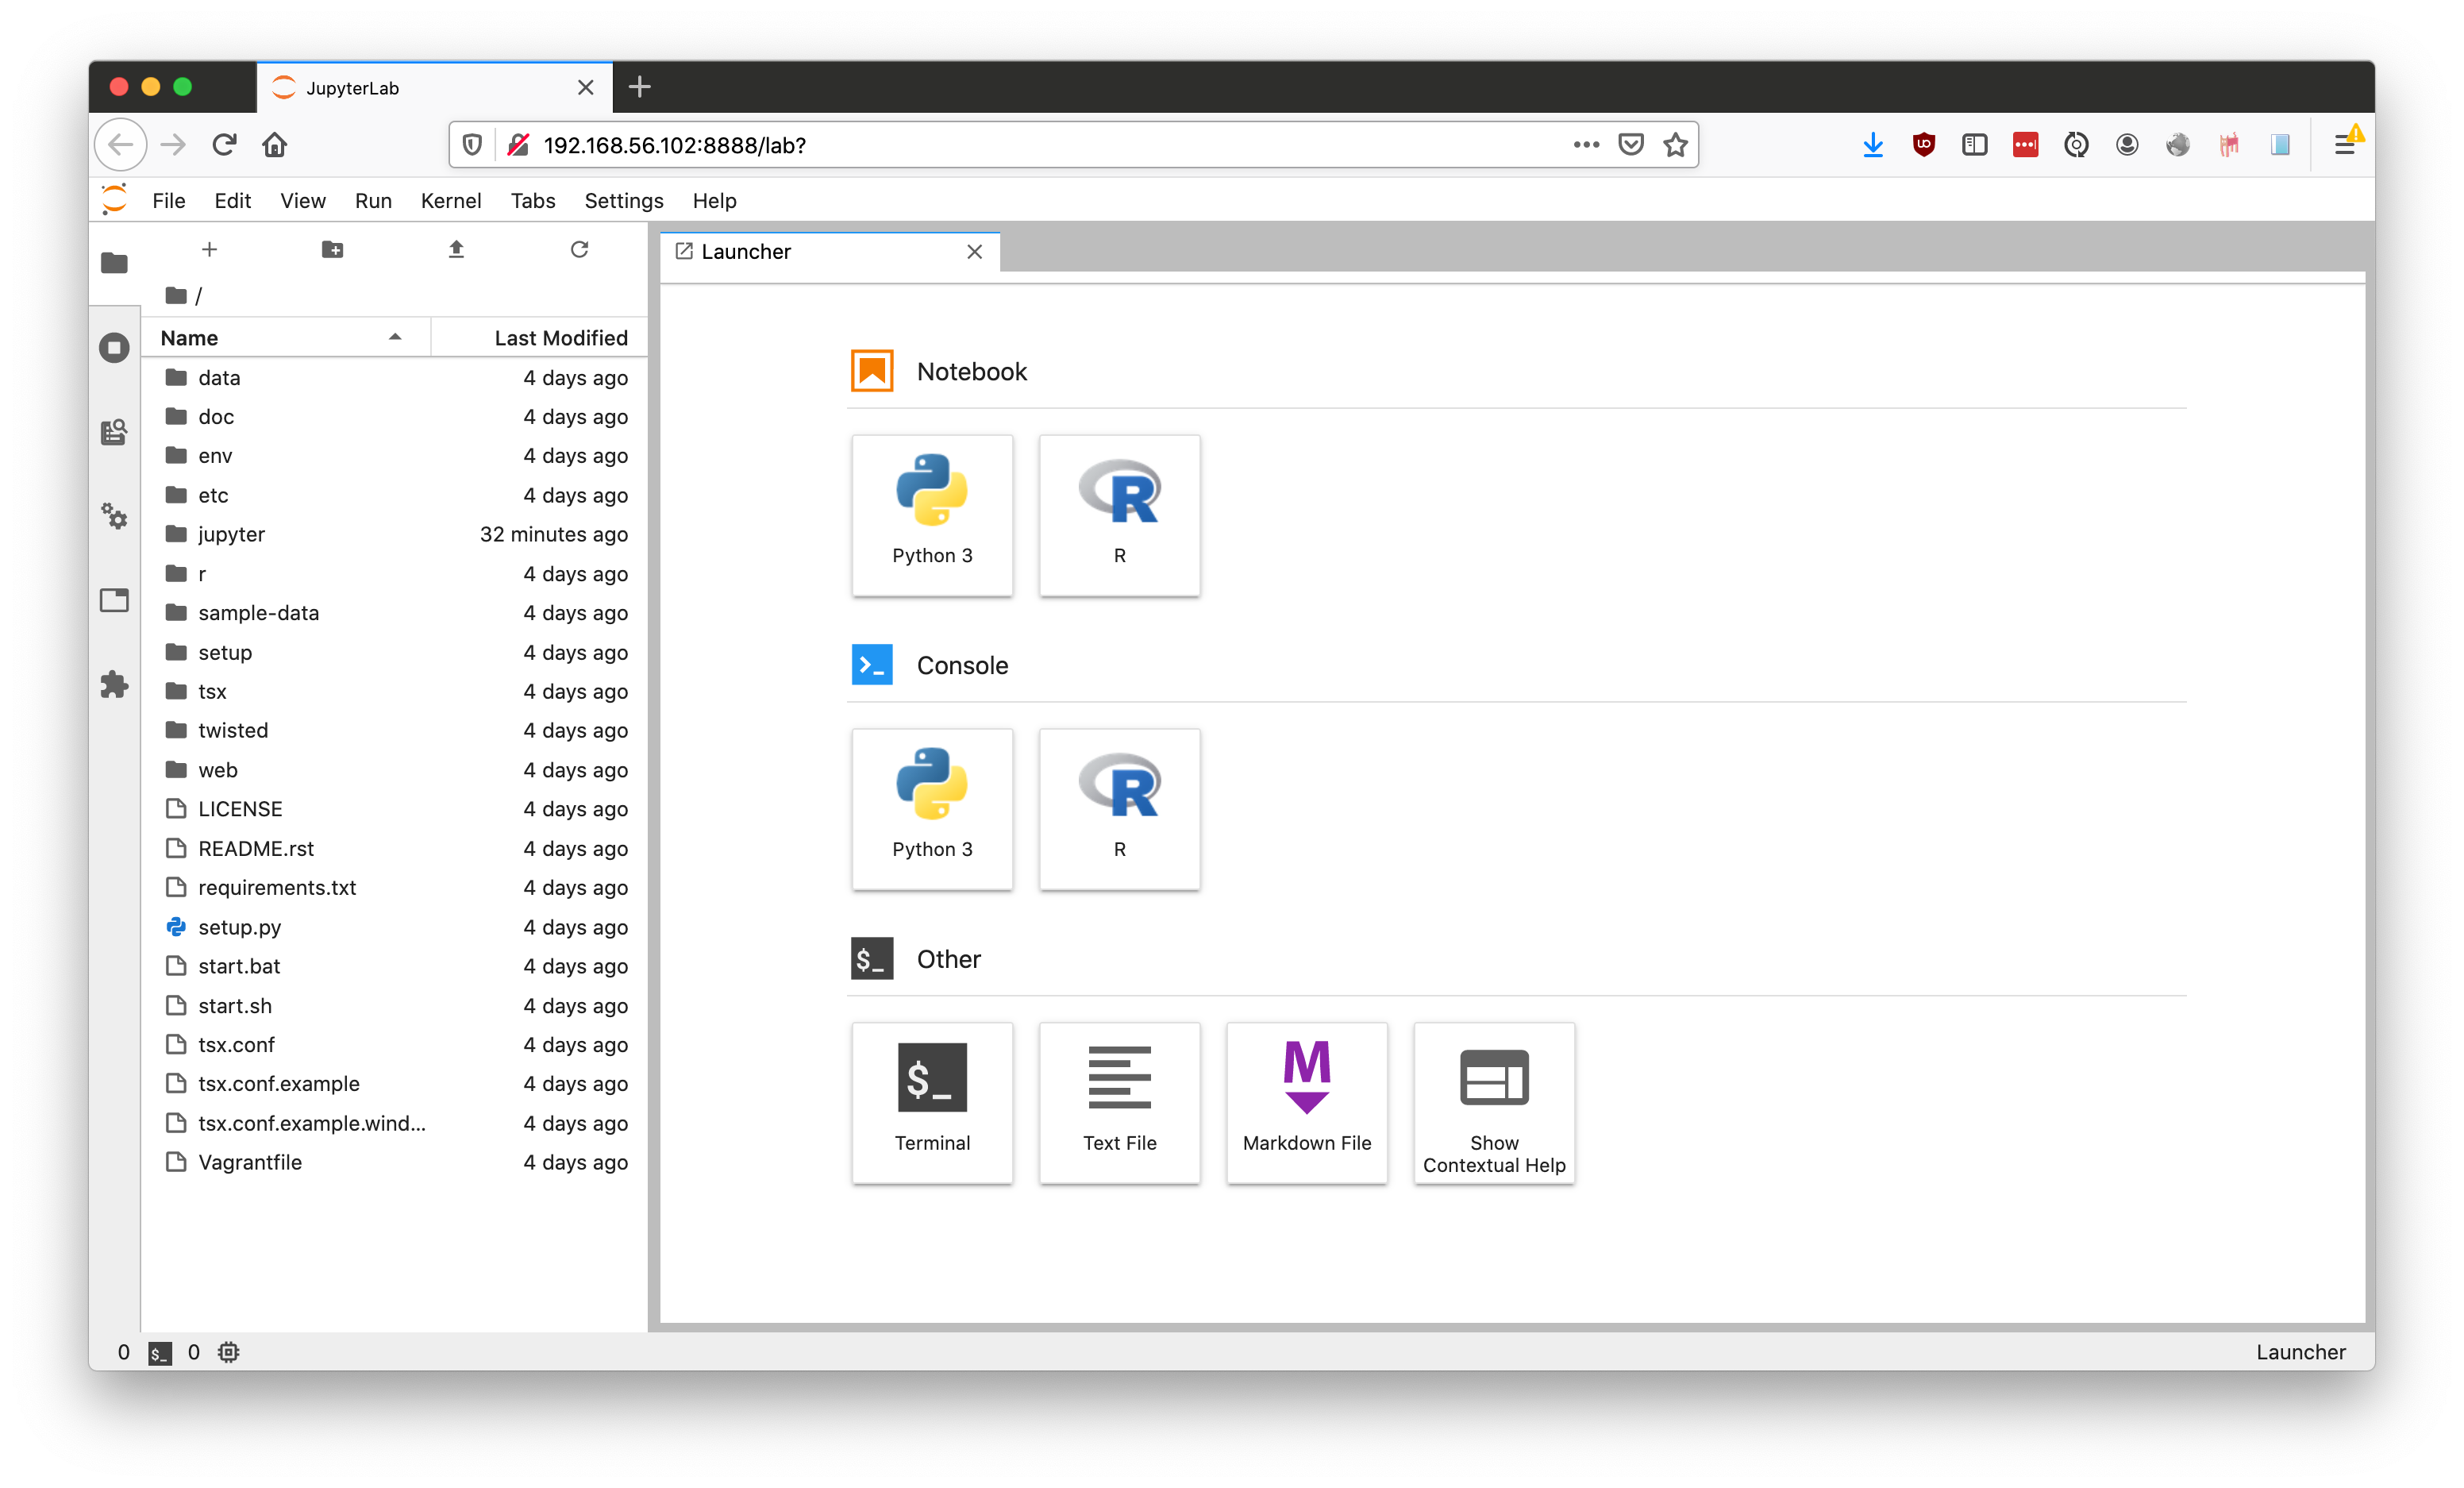 JupyterLab
192.168.56.102:8888/lab?
File Edit View Run Kernel Tabs Settings Help
Launcher
/
Name Last Modified
data 4 days ago
doc 4 days ago
env 4 days ago
etc 4 days ago
jupyter 32 minutes ago
r 4 days ago
sample-data 4 days ago
setup 4 days ago
tsx 4 days ago
twisted 4 days ago
web 4 days ago
LICENSE 4 days ago
README.rst 4 days ago
requirements.txt 4 days ago
setup.py 4 days ago
start.bat 4 days ago
start.sh 4 days ago
tsx.conf 4 days ago
tsx.conf.example 4 days ago
tsx.conf.example.wind... 4 days ago
Vagrantfile 4 days ago
Notebook
Python 3 R
Console
Python 3 R
$_ Other
$_ M
Terminal Text File Markdown File Show
Contextual Help
0 $_ 0 Launcher